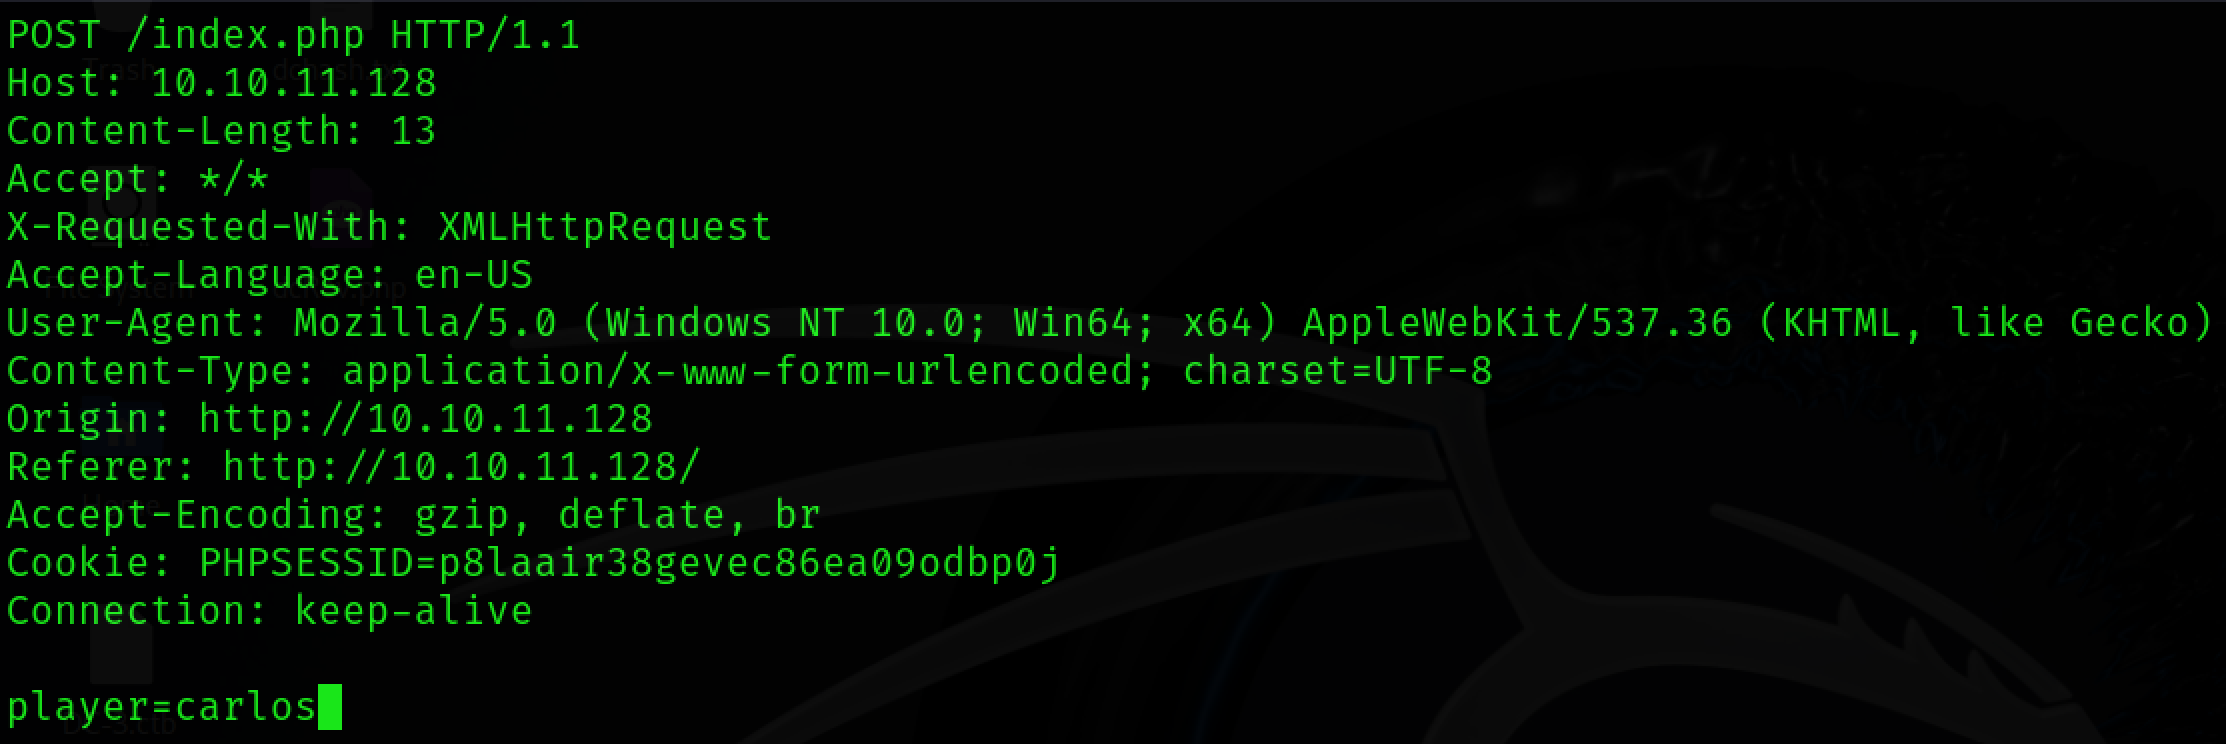 POST /index.php HTTP/1.1
Host: 10.10.11.128
Content-Length: 13
Accept: */*
X-Requested-With: XMLHttpRequest
Accept-Language: en-US
User-Agent: Mozilla/5.0 (Windows NT 10.0; Win64; x64) AppleWebKit/537.36 (KHTML, like Gecko)
Content-Type: application/x-www-form-urlencoded; charset=UTF-8
Origin: http://10.10.11.128
Referer: http://10.10.11.128/
Accept-Encoding: gzip, deflate, br
Cookie: PHPSESSID=p8laair38gevec86ea09odbp0j
Connection: keep-alive

player=carlos